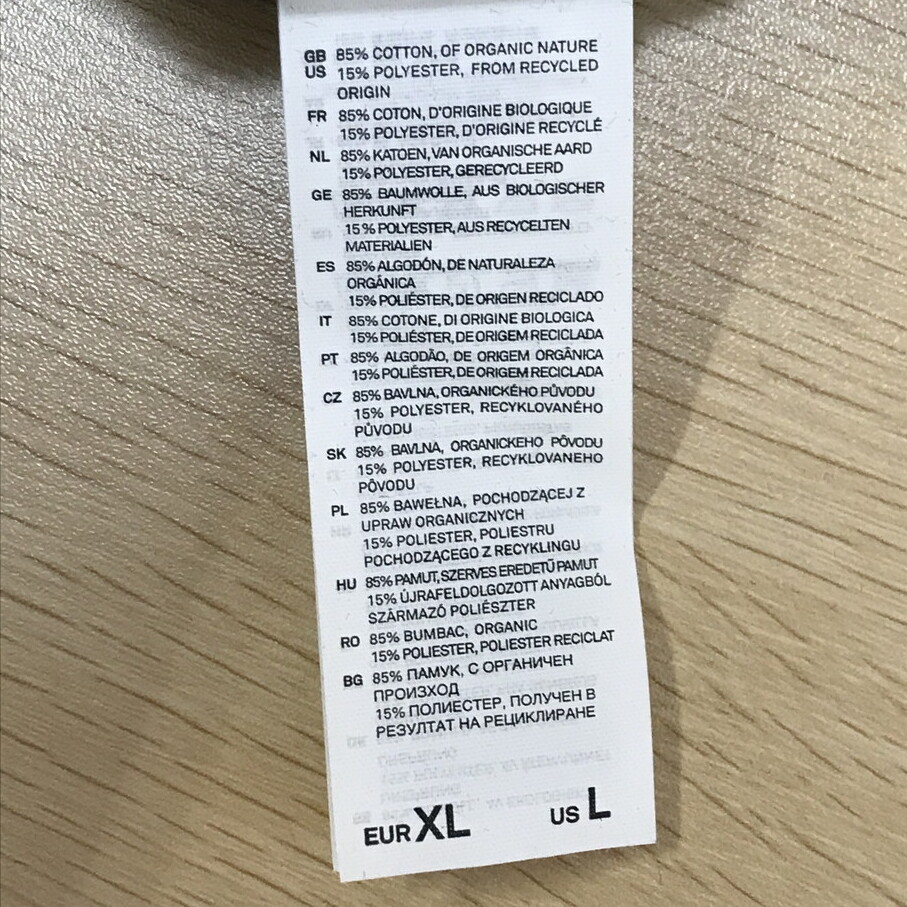 GB 85% COTTON, OF ORGANIC NATURE
US 15% POLYESTER, FROM RECYCLED
ORIGIN
FR 85% COTON, D'ORIGINE BIOLOGIQUE
15% POLYESTER, D'ORIGINE RECYCLÉ
NL 85% KATOEN, VAN ORGANISCHE AARD
15% POLYESTER, GERECYCLEERD
GE 85% BAUMWOLLE, AUS BIOLOGISCHER
HERKUNFT
15% POLYESTER, AUS RECYCELTEN
MATERIALIEN
ES 85% ALGODÓN, DE NATURALEZA
ORGÂNICA
15% POLIÉSTER, DE ORIGEN RECICLADO
IT 85% COTONE, DI ORIGINE BIOLOGICA
15% POLIÉSTER, DE ORIGEM RECICLADA
PT 85% ALGODÃO, DE ORIGEM ORGÂNICA
15% POLIÉSTER, DE ORIGEM RECICLADA
CZ 85% BAVLNA, ORGANICKÉHO PŮVODU
15% POLYESTER, RECYKLOVANÉHO
PŮVODU
SK 85% BAVLNA, ORGANICKEHO PÔVODU
15% POLYESTER, RECYKLOVANEHO
PÔVODU
PL 85% BAWEŁNA, POCHODZĄCEJ Z
UPRAW ORGANICZNYCH
15% POLIESTER, POLIESTRU
POCHODZĄCEGO Z RECYKLINGU
HU 85% PAMUT, SZERVES EREDETŰ PAMUT
15% ÚJRAFELDOLGOZOTT ANYAGBÓL
SZÁRMAZÓ POLIÉSZTER
RO 85% BUMBAC, ORGANIC
15% POLIESTER, POLIESTER RECICLAT
BG 85% ПАМУК, С ОРГАНИЧЕН
ПРОИЗХОД
15% ПОЛИЕСТЕР, ПОЛУЧЕН В
РЕЗУЛТАТ НА РЕЦИКЛИРАНЕ
EUR XL US L